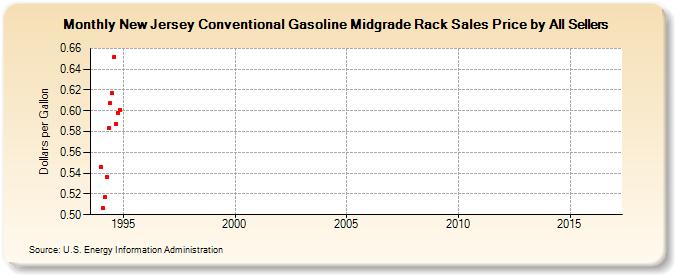 Monthly New Jersey Conventional Gasoline Midgrade Rack Sales Price by All Sellers
Dollars per Gallon
0.66
0.64
0.62
0.60
0.58
0.56
0.54
0.52
0.50
1995 2000 2005 2010 2015
Source: U.S. Energy Information Administration